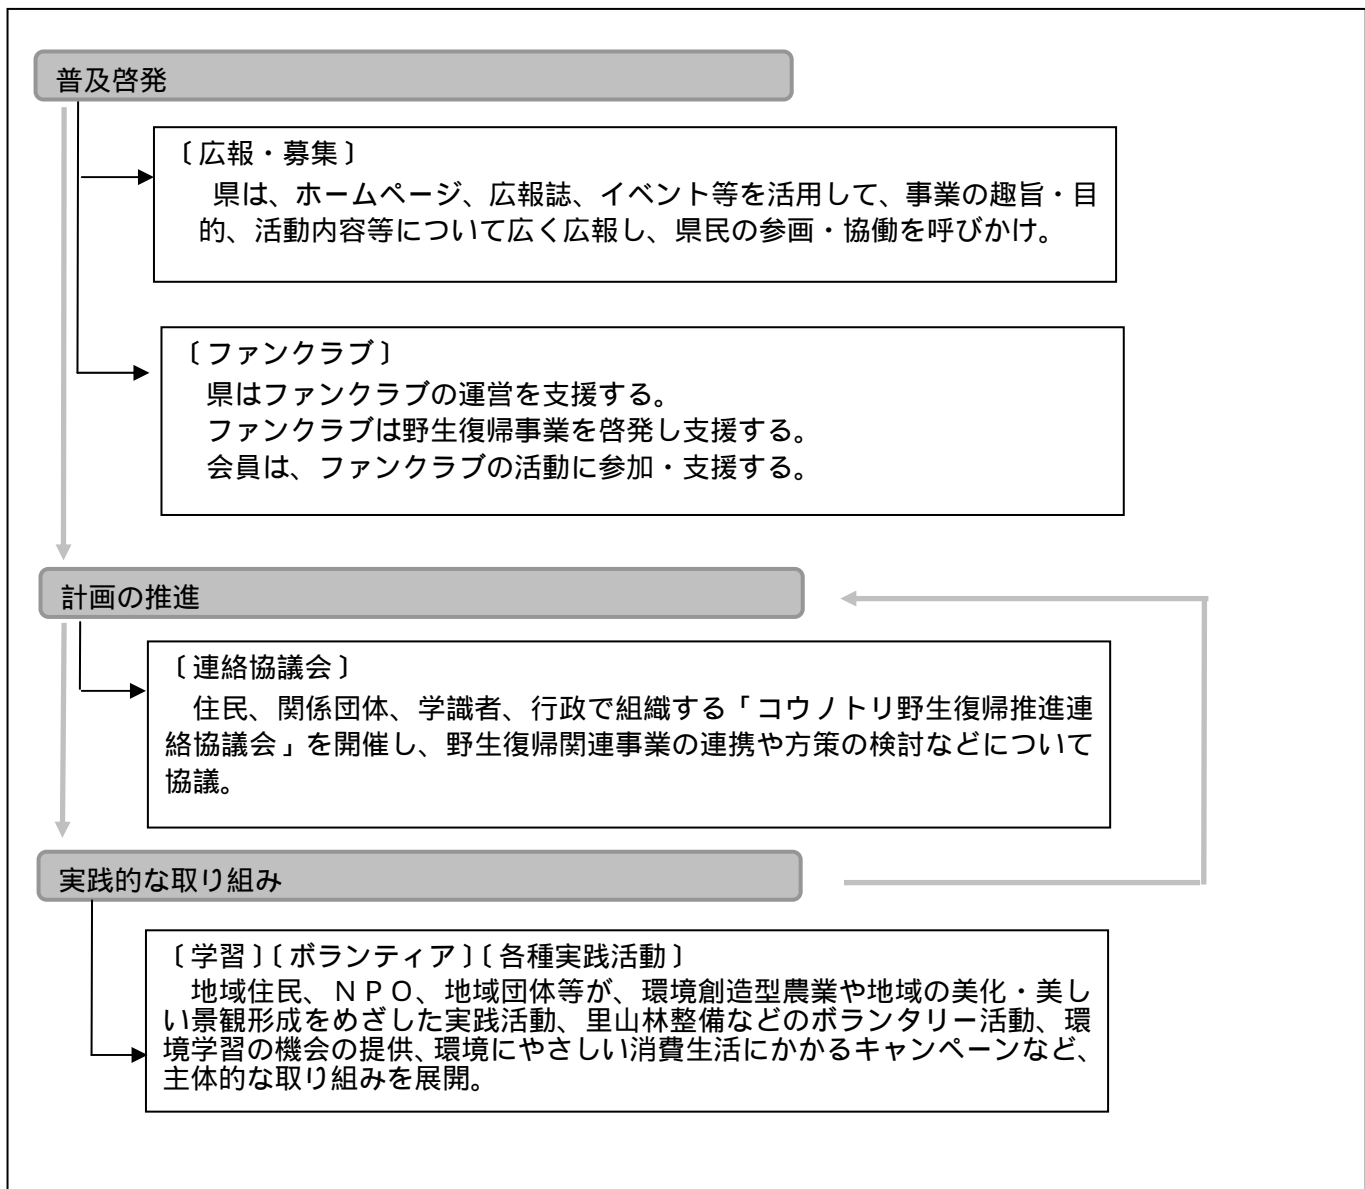 普及啓発
〔広報・募集〕
県は、ホームページ、広報誌、イベント等を活用して、事業の趣旨・目
的、活動内容等について広く広報し、県民の参画・協働を呼びかけ。
〔ファンクラブ〕
県はファンクラブの運営を支援する。
ファンクラブは野生復帰事業を啓発し支援する。
会員は、ファンクラブの活動に参加・支援する。
計画の推進
〔連絡協議会〕
住民、関係団体、学識者、行政で組織する「コウノトリ野生復帰推進連
絡協議会」を開催し、野生復帰関連事業の連携や方策の検討などについて
協議。
実践的な取り組み
〔学習〕〔ボランティア〕〔各種実践活動〕
地域住民、ＮＰＯ、地域団体等が、環境創造型農業や地域の美化・美し
い景観形成をめざした実践活動、里山林整備などのボランタリー活動、環
境学習の機会の提供、環境にやさしい消費生活にかかるキャンペーンなど、
主体的な取り組みを展開。